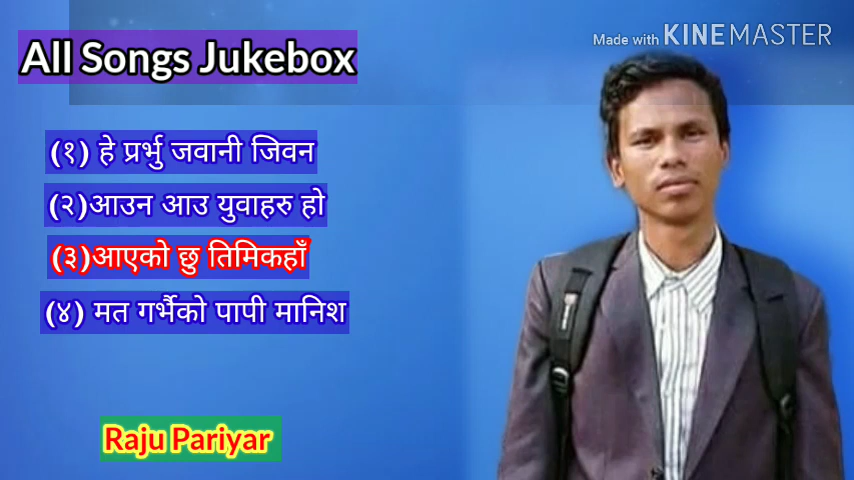 Made with KINEMASTER
All Songs Jukebox
(१) हे प्रर्भु जवानी जिवन
(२)आउन आउ युवाहरु हो
(३)आएको छु तिमिकहाँ
(४) मत गर्भैको पापी मानिश
Raju Pariyar